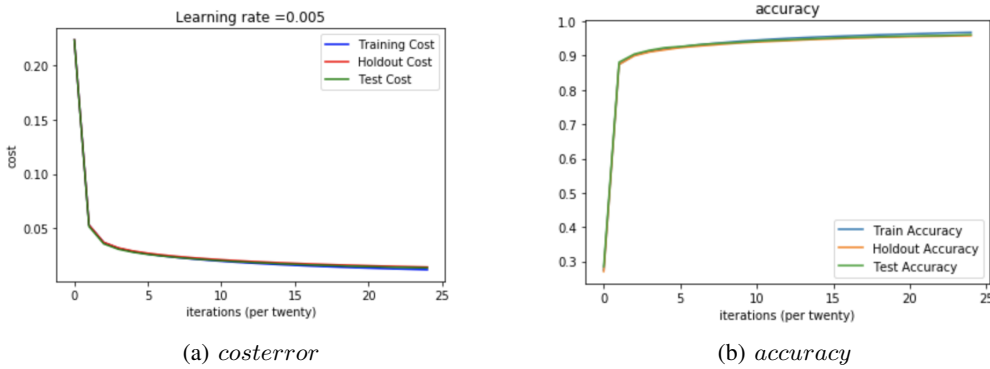 Learning rate =0.005
Training Cost
Holdout Cost
Test Cost
0.20
0.15
0.10
0.05
cost
0 5 10 15 20 25
iterations (per twenty)
(a) costerror
accuracy
1.0
0.9
0.8
0.7
0.6
0.5
0.4
0.3
Train Accuracy
Holdout Accuracy
Test Accuracy
0 5 10 15 20 25
iterations (per twenty)
(b) accuracy